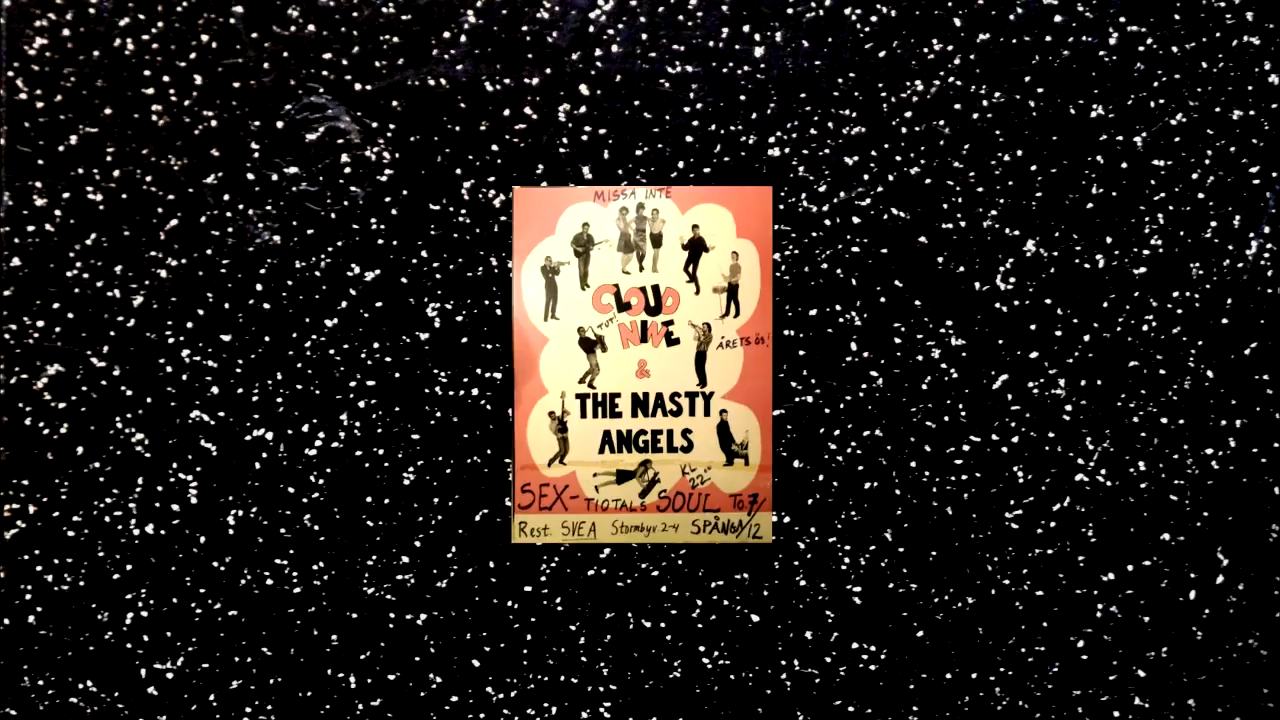 MISSA INTE
CLOUD
NINE
TUT!
ÅRETS ÖS!
&
THE NASTY
ANGELS
KL 22⁰⁰
SEX-TIOTALS SOUL TO. 7/12
Rest. SVEA Stormbyv. 2-4 SPÅNGA